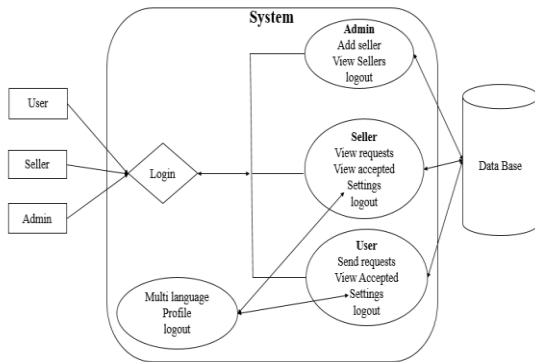 System
Admin
Add seller
View Sellers
logout
User
Seller
Admin
Login
Seller
View requests
View accepted
Settings
logout
Data Base
User
Send requests
View Accepted
Settings
logout
Multi language
Profile
logout